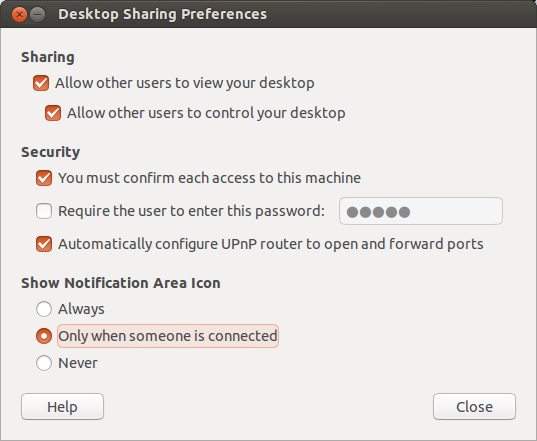 Desktop Sharing Preferences
Sharing
Allow other users to view your desktop
Allow other users to control your desktop
Security
You must confirm each access to this machine
Require the user to enter this password: ●●●●●
Automatically configure UPnP router to open and forward ports
Show Notification Area Icon
Always
Only when someone is connected
Never
Help Close